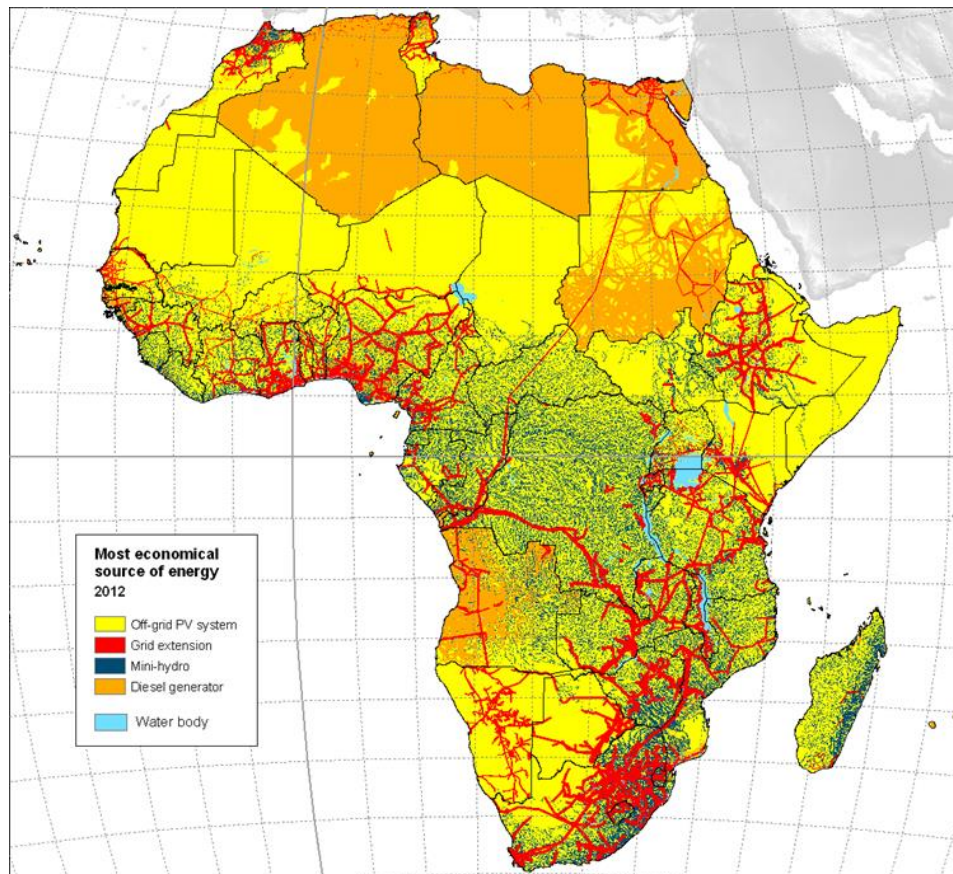 Most economical
source of energy
2012
Off-grid PV system
Grid extension
Mini-hydro
Diesel generator
Water body